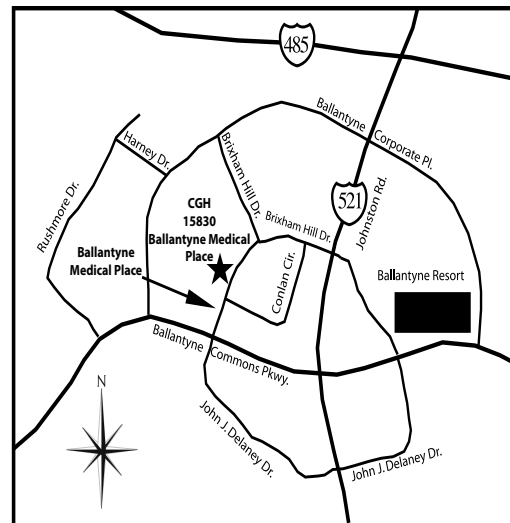 485
Ballantyne Corporate Pl.
Harney Dr.
Brixham Hill Dr.
Rushmore Dr.
CGH
15830
Ballantyne Medical
Place
521
Johnston Rd.
Brixham Hill Dr.
Ballantyne
Medical Place
Conlan Cir.
Ballantyne Resort
Ballantyne Commons Pkwy.
N
John J. Delaney Dr.
John J. Delaney Dr.